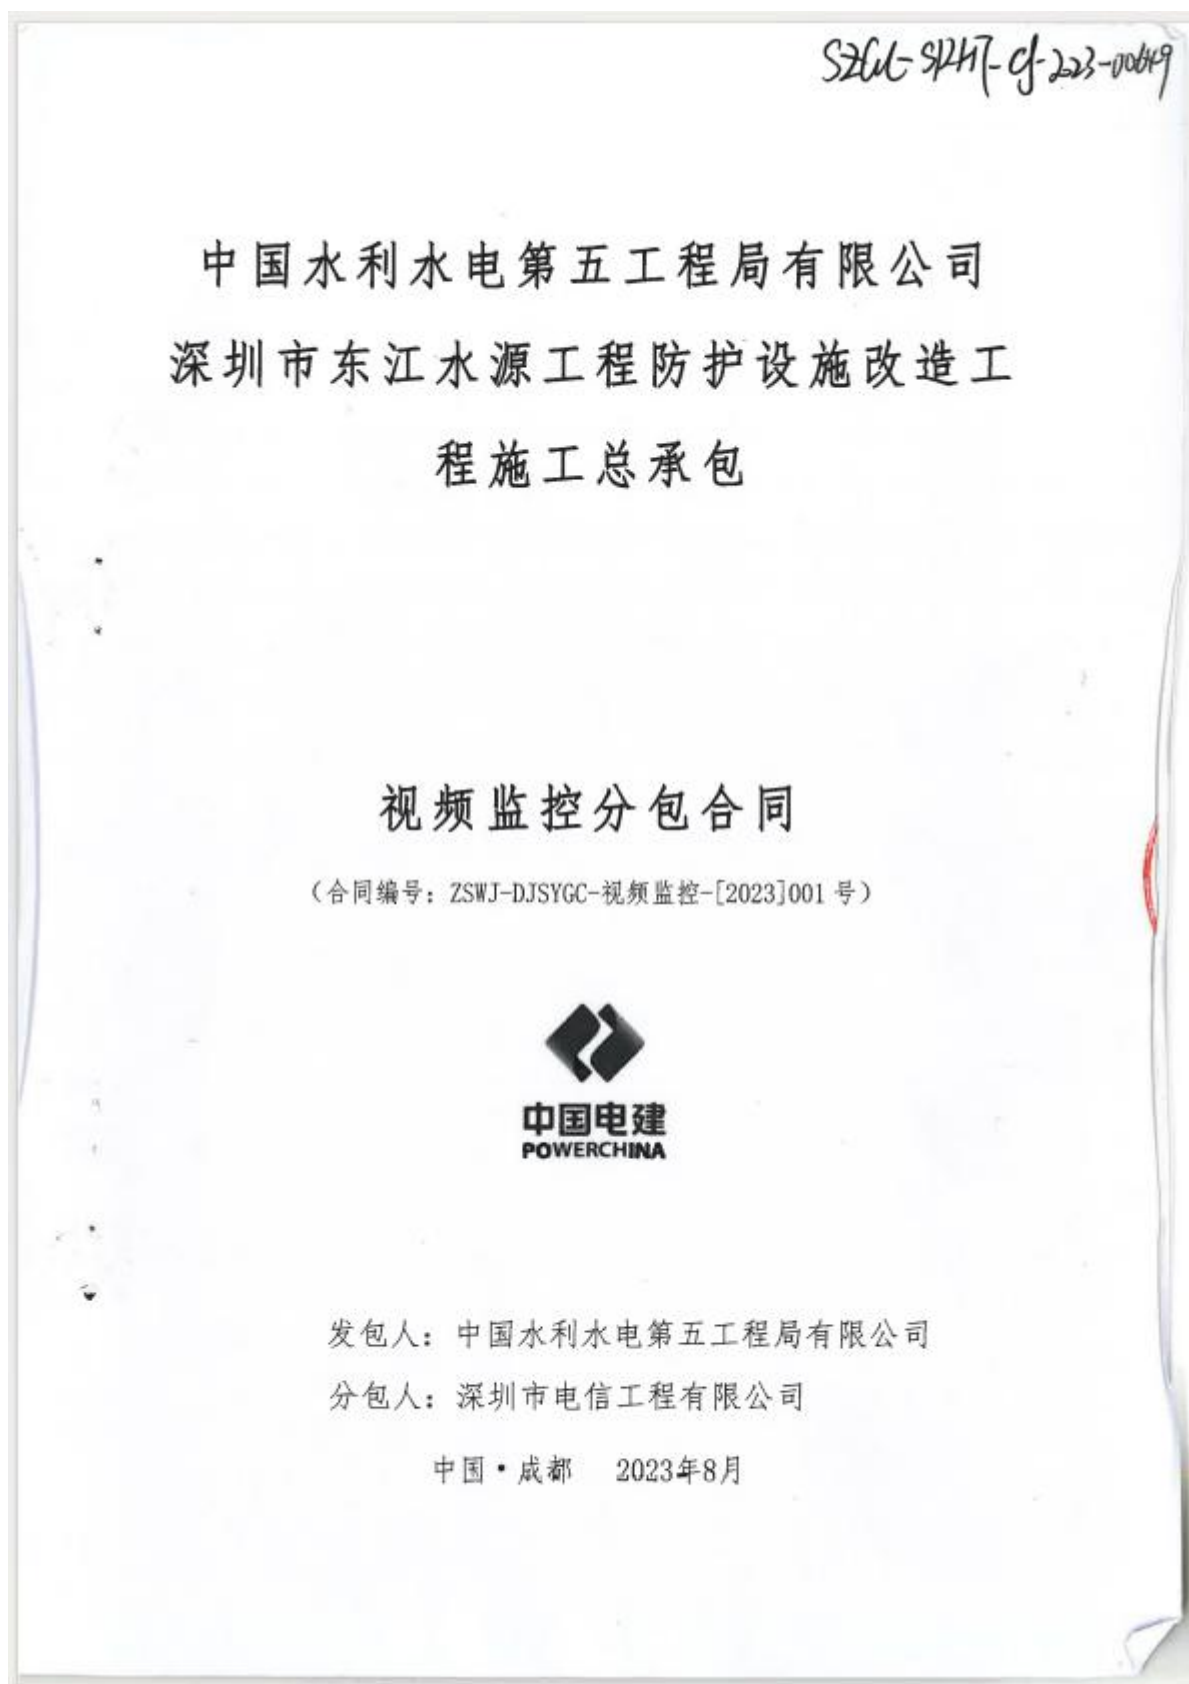 中国水利水电第五工程局有限公司
深圳市东江水源工程防护设施改造工
程施工总承包
视频监控分包合同
（合同编号：ZSWJ-DJSYGC-视频监控-[2023]001号）
中国电建
POWERCHINA
发包人：中国水利水电第五工程局有限公司
分包人：深圳市电信工程有限公司
中国·成都 2023年8月